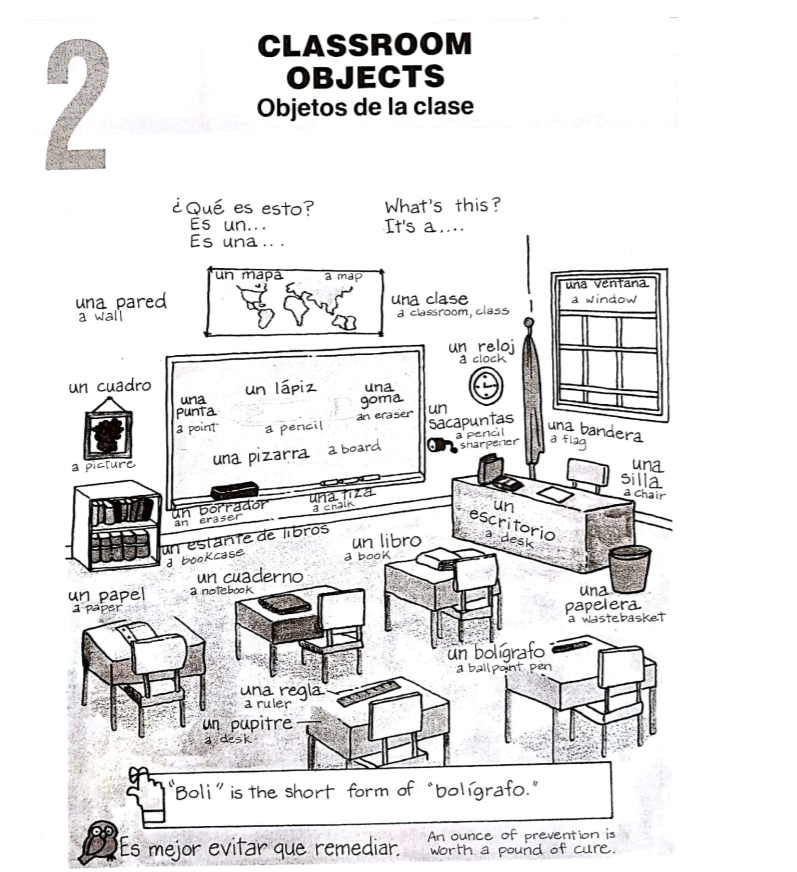 2
CLASSROOM
OBJECTS
Objetos de la clase
¿Qué es esto?
Es un...
Es una...
What's this?
It's a....
una pared
a wall
un mapa
a map
una clase
a classroom, class
una ventana
a window
un cuadro
a picture
una
punta
a point
un lápiz
a pencil
una
goma
an eraser
una pizarra
a board
un reloj
a clock
un
sacapuntas
a pencil
sharpener
una bandera
a flag
una
silla
a chair
un borrador
an eraser
una tiza
a chalk
un
escritorio
a desk
un estante de libros
a bookcase
un libro
a book
un papel
a paper
un cuaderno
a notebook
una
papelera
a wastebasket
un bolígrafo
a ballpoint pen
una regla
a ruler
un pupitre
a desk
"Boli" is the short form of "bolígrafo."
Es mejor evitar que remediar.
An ounce of prevention is
worth a pound of cure.